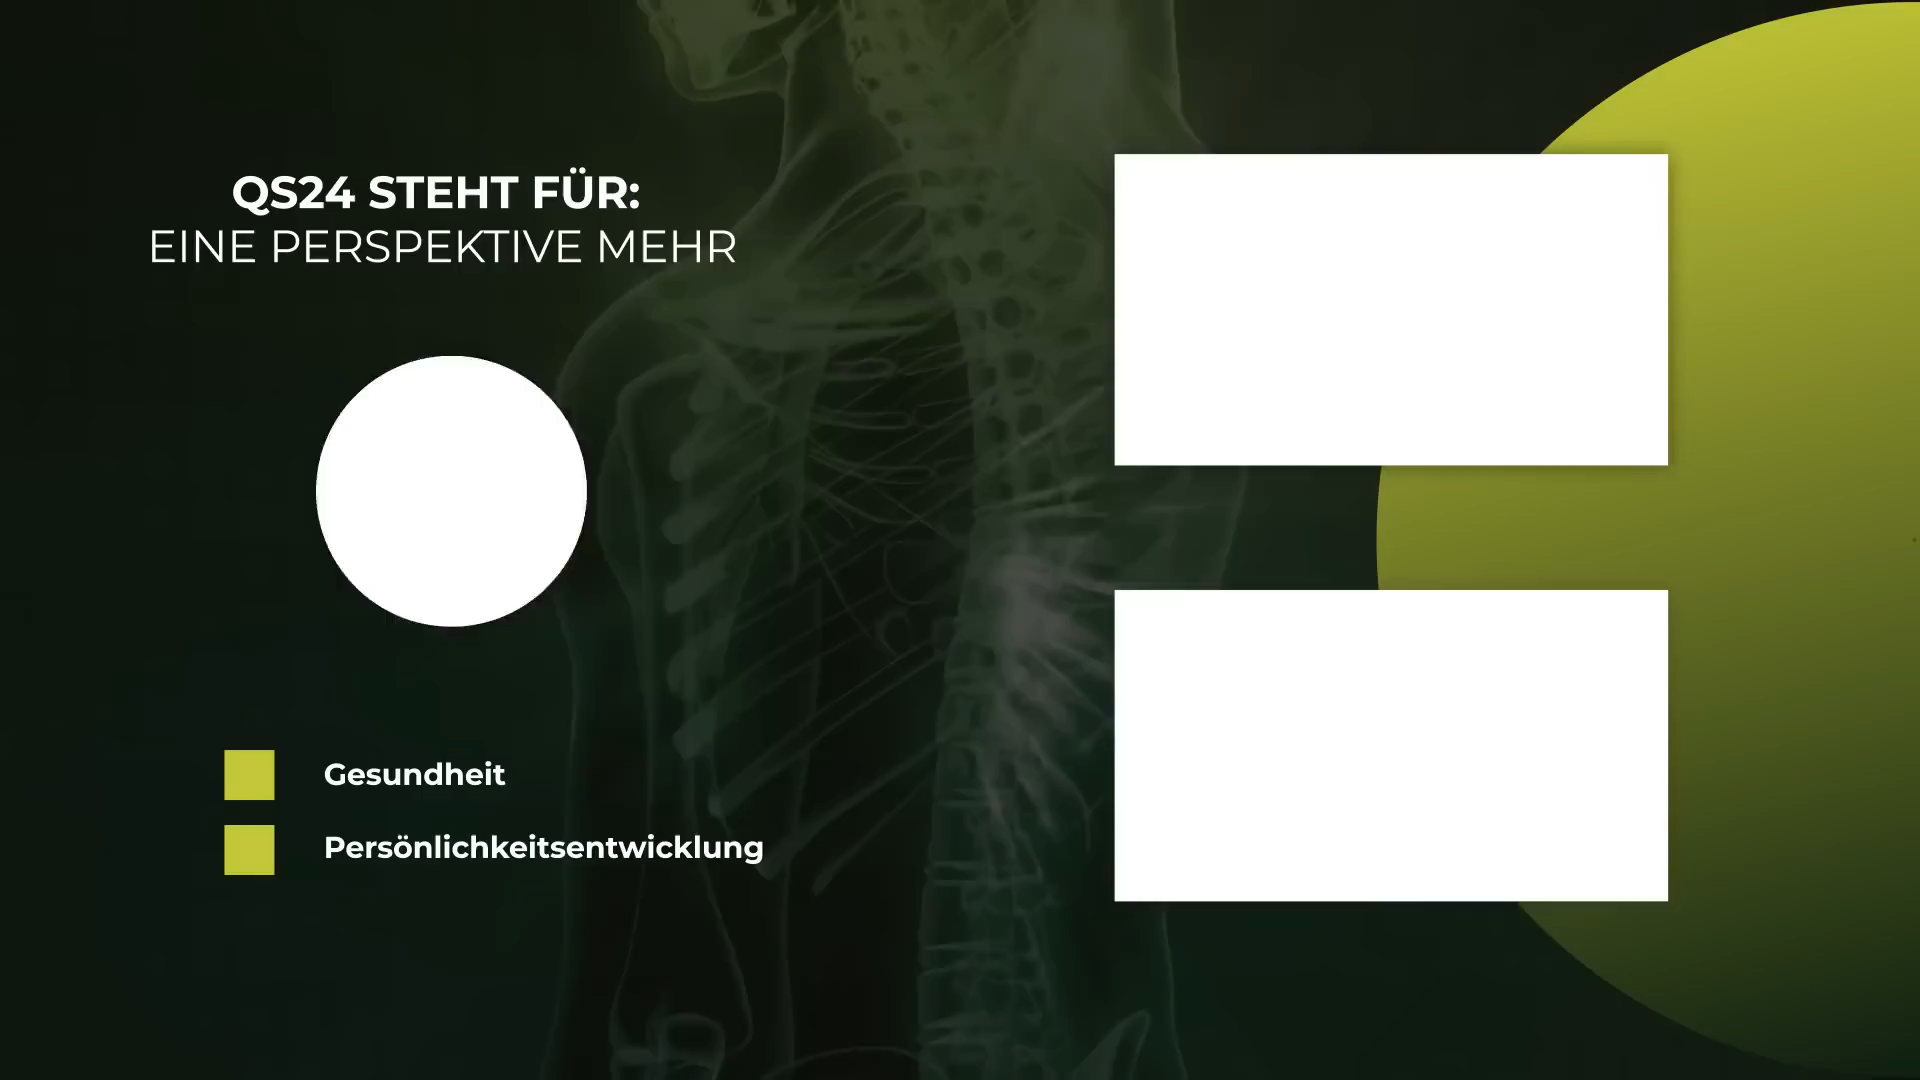 QS24 STEHT FÜR:
EINE PERSPEKTIVE MEHR
Gesundheit
Persönlichkeitsentwicklung